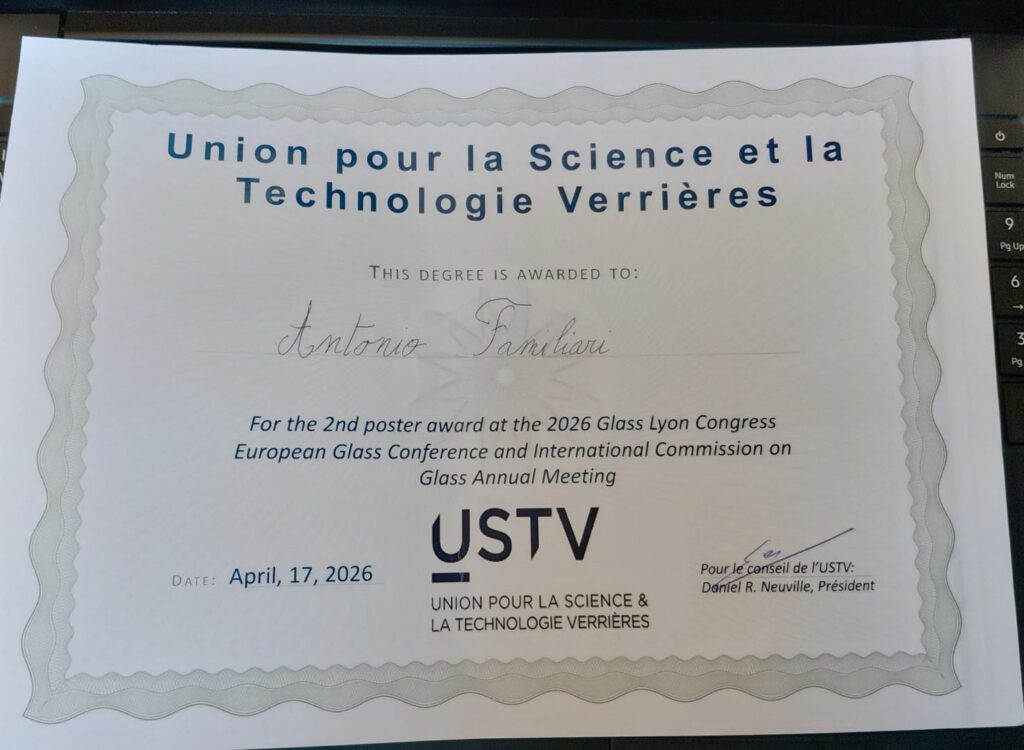 Union pour la Science et la
Technologie Verrières
THIS DEGREE IS AWARDED TO:
Antonio Familiari
For the 2nd poster award at the 2026 Glass Lyon Congress
European Glass Conference and International Commission on
Glass Annual Meeting
USTV
UNION POUR LA SCIENCE &
LA TECHNOLOGIE VERRIÈRES
DATE: April, 17, 2026
Pour le conseil de l'USTV:
Daniel R. Neuville, Président
Num
Lock
9
Pg Up
6
→
3
Pg